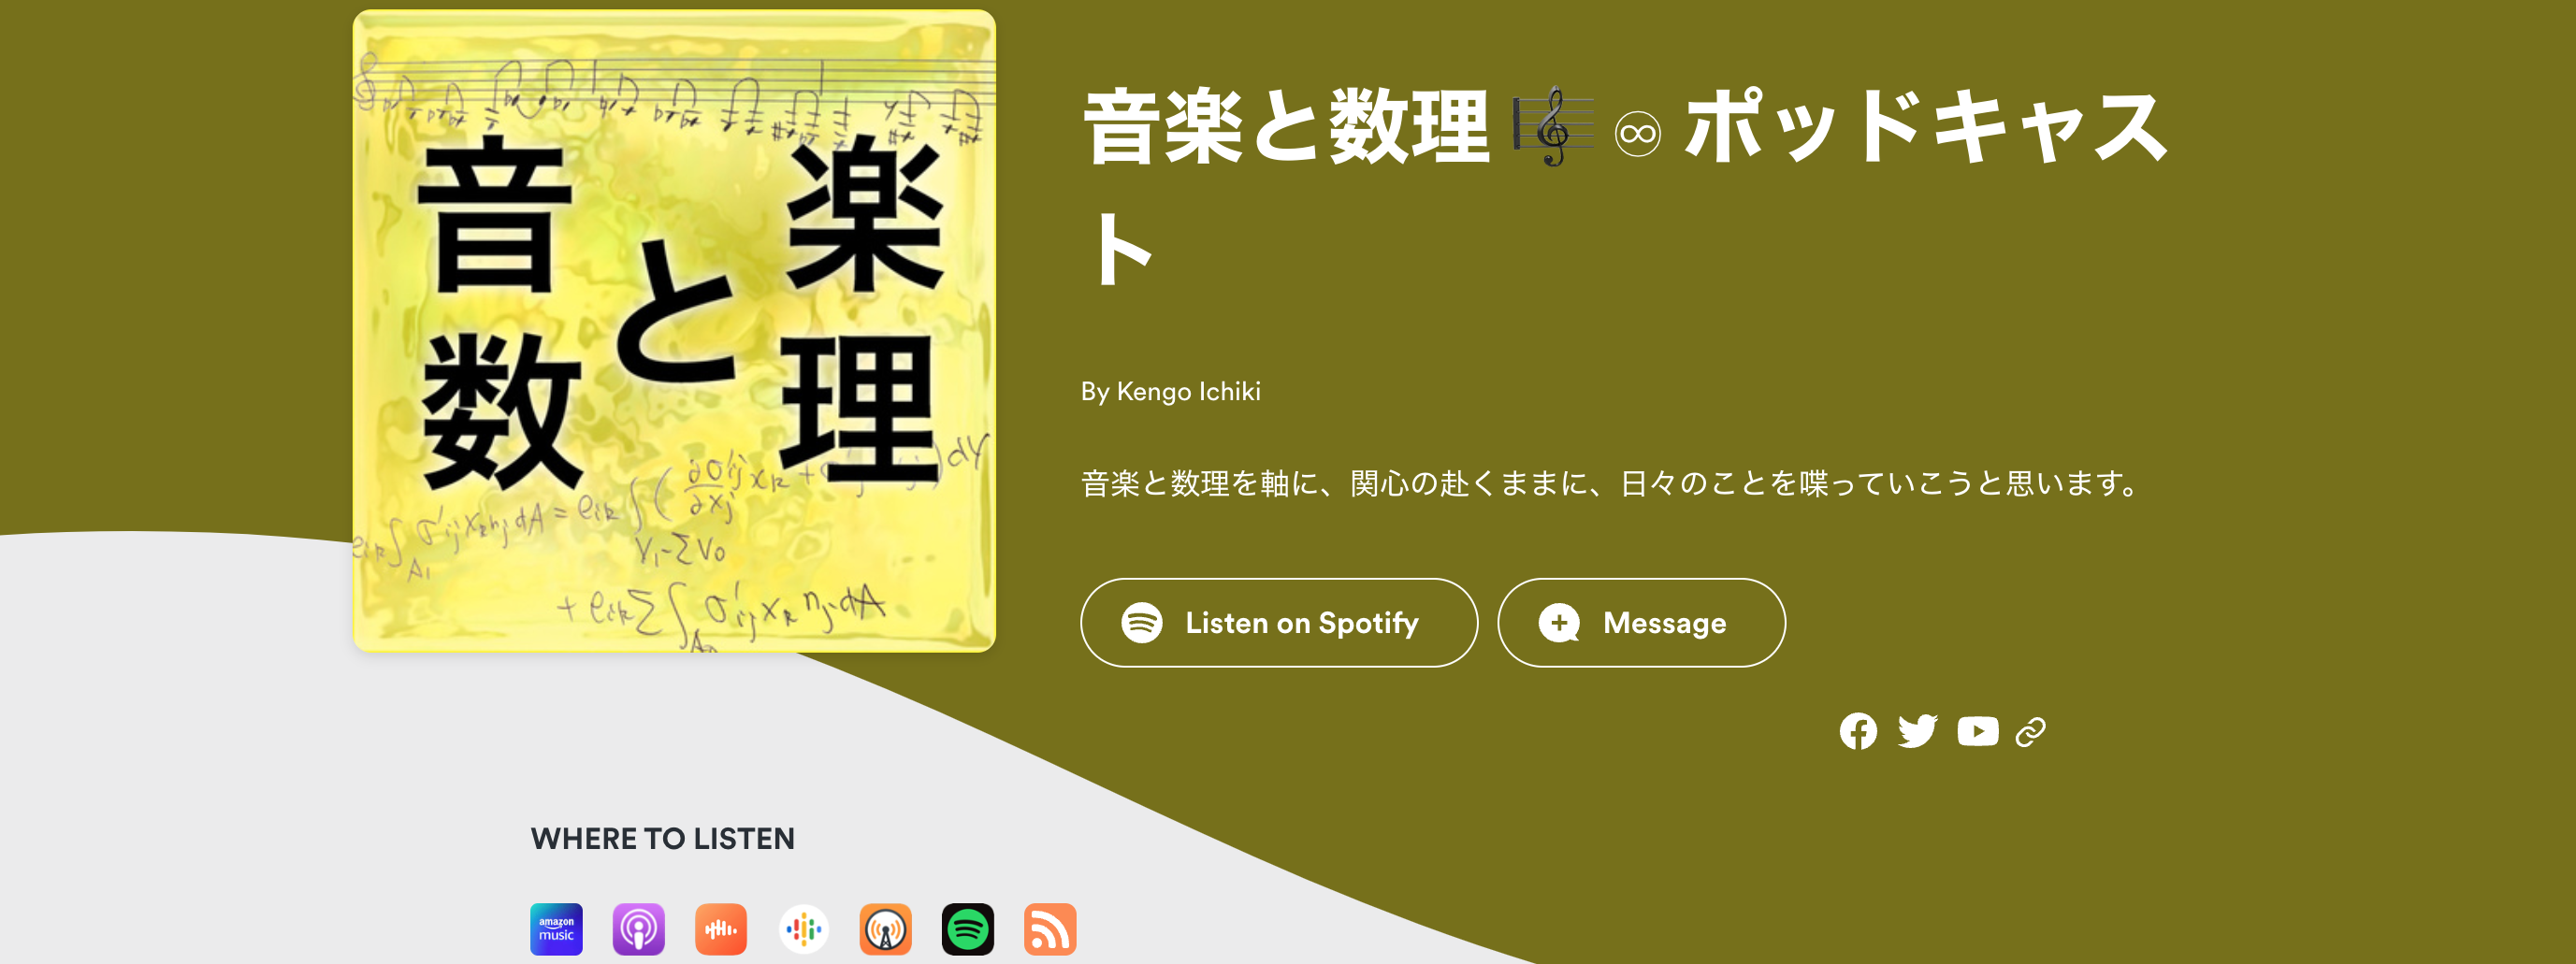 音楽
と
数理
音楽と数理 🎼 ♾ ポッドキャス
ト
By Kengo Ichiki
音楽と数理を軸に、関心の赴くままに、日々のことを喋っていこうと思います。
Listen on Spotify
Message
WHERE TO LISTEN
amazon
music